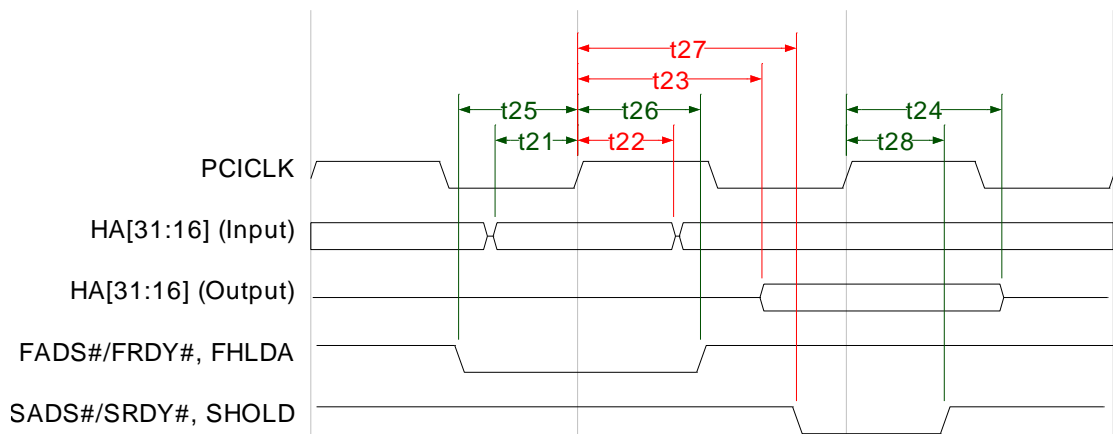 t27
t23
t25 t26 t24
t21 t22 t28
PCICLK
HA[31:16] (Input)
HA[31:16] (Output)
FADS#/FRDY#, FHLDA
SADS#/SRDY#, SHOLD